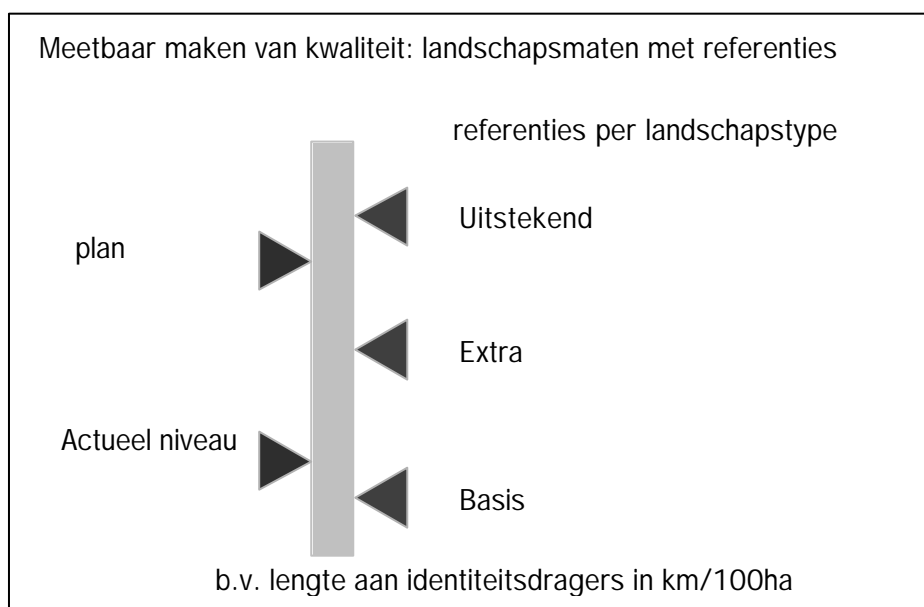 Meetbaar maken van kwaliteit: landschapsmaten met referenties
referenties per landschapstype
Uitstekend
plan
Extra
Actueel niveau
Basis
b.v. lengte aan identiteitsdragers in km/100ha